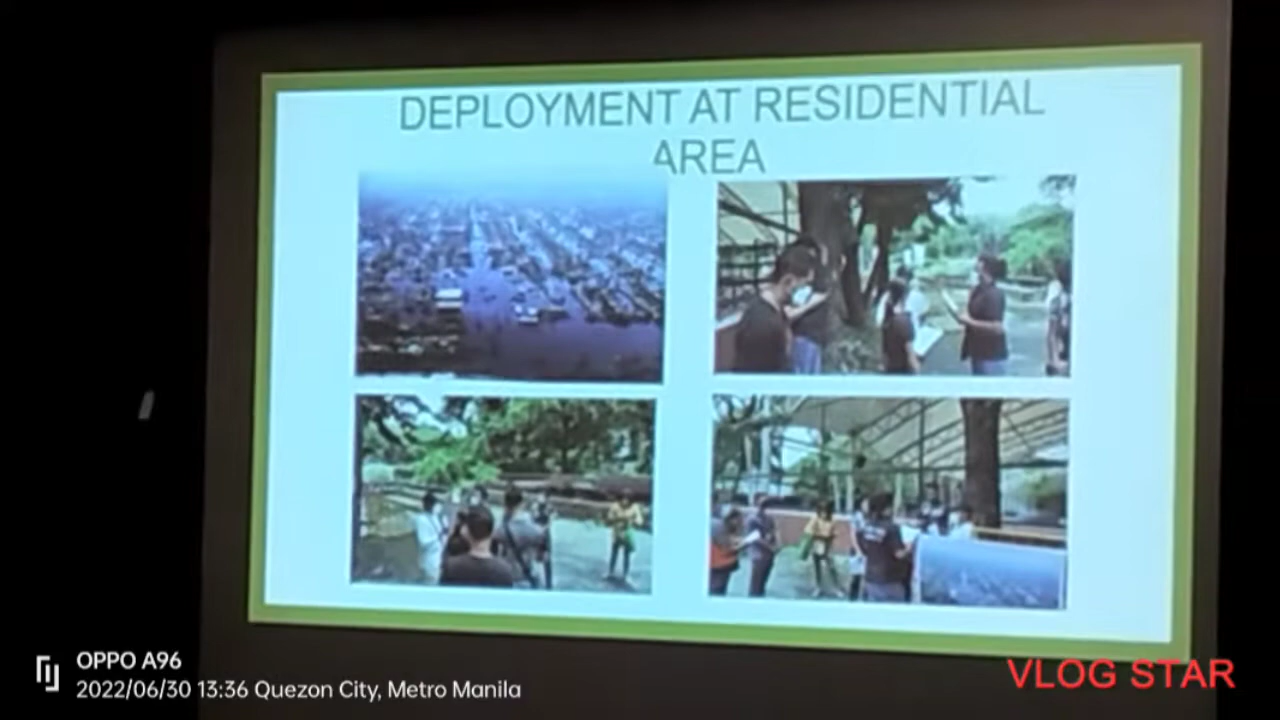 DEPLOYMENT AT RESIDENTIAL
AREA
OPPO A96
2022/06/30 13:36 Quezon City, Metro Manila
VLOG STAR